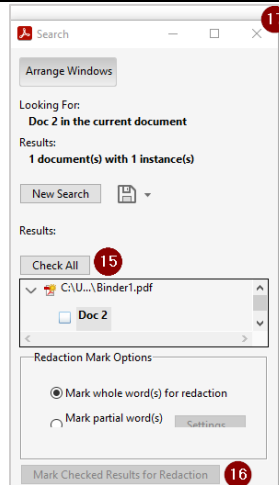 17
Search
Arrange Windows
Looking For:
Doc 2 in the current document
Results:
1 document(s) with 1 instance(s)
New Search
Results:
Check All 15
C:\U...\Binder1.pdf
Doc 2
Redaction Mark Options
Mark whole word(s) for redaction
Mark partial word(s) Settings...
Mark Checked Results for Redaction 16